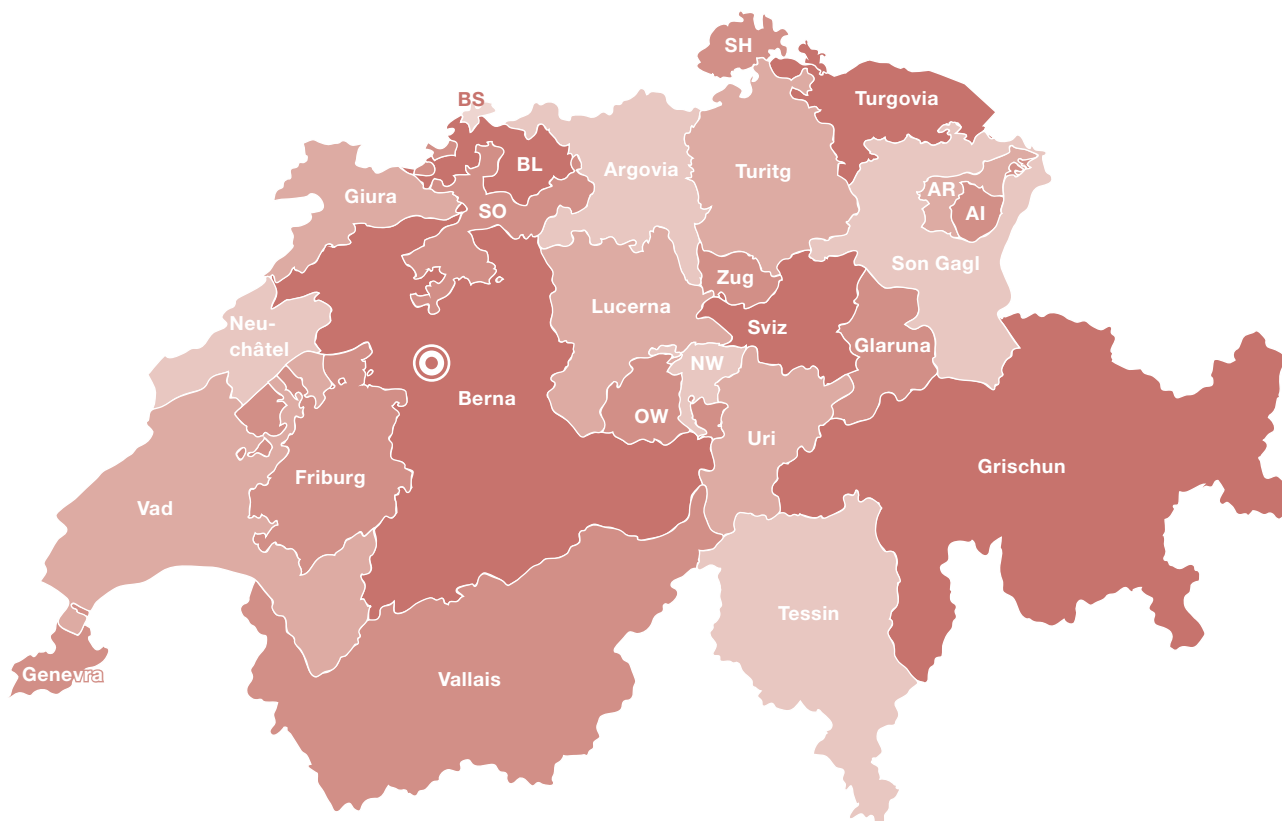 SH
BS
Turgovia
BL
Argovia
Turitg
Giura
AR
SO
AI
Son Gagl
Zug
Lucerna
Neu-
châtel
Sviz
Glaruna
NW
Berna
OW
Uri
Grischun
Friburg
Vad
Tessin
Genevra
Vallais